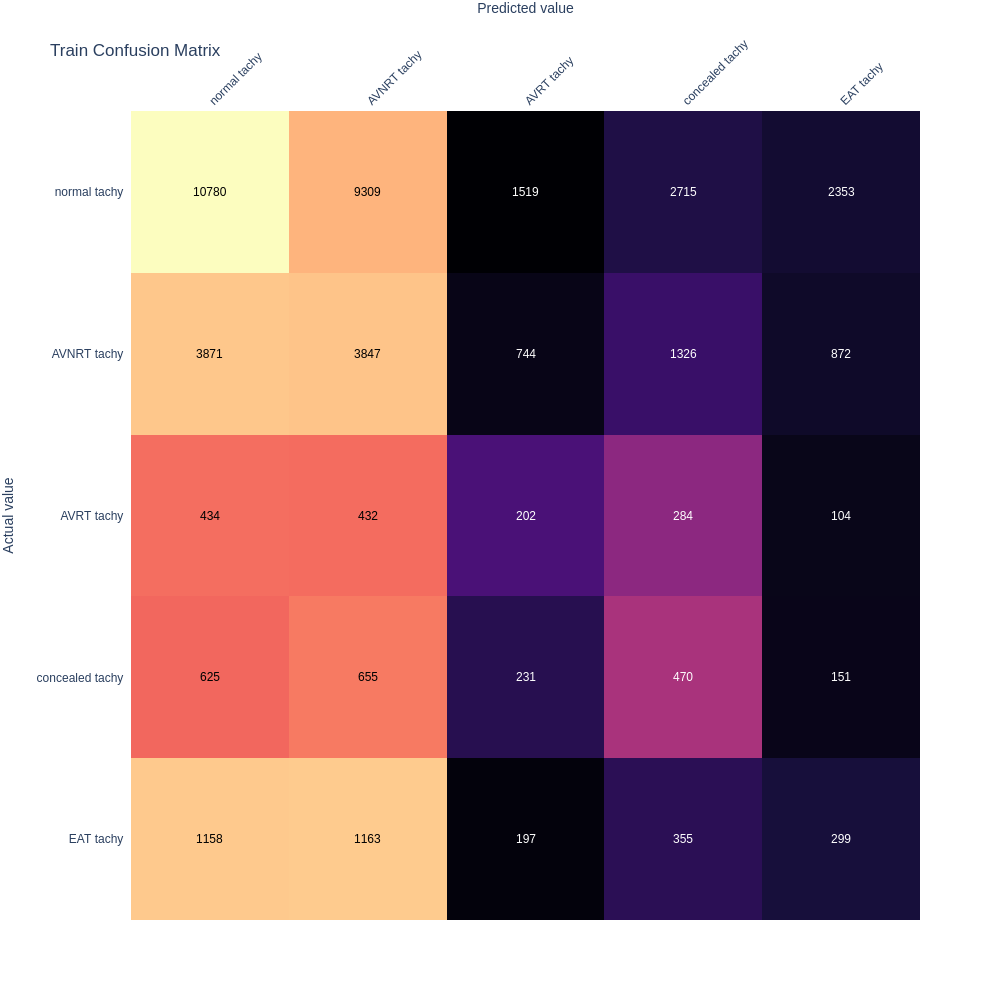 Predicted value
Train Confusion Matrix
normal tachy AVNRT tachy AVRT tachy concealed tachy EAT tachy
normal tachy 10780 9309 1519 2715 2353
AVNRT tachy 3871 3847 744 1326 872
Actual value
AVRT tachy 434 432 202 284 104
concealed tachy 625 655 231 470 151
EAT tachy 1158 1163 197 355 299